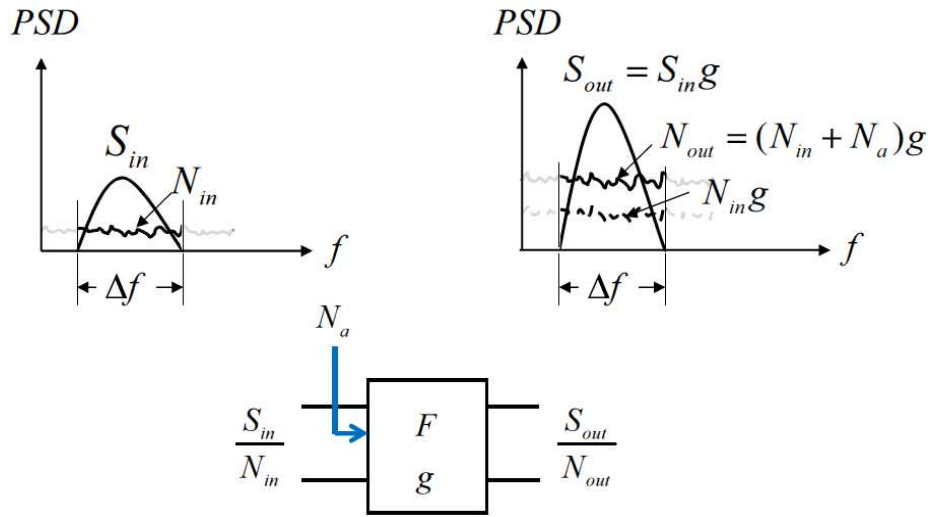 PSD
S_in
N_in
f
Δf
PSD
S_out = S_in g
N_out = (N_in + N_a)g
N_in g
f
Δf
N_a
S_in
N_in
F
g
S_out
N_out